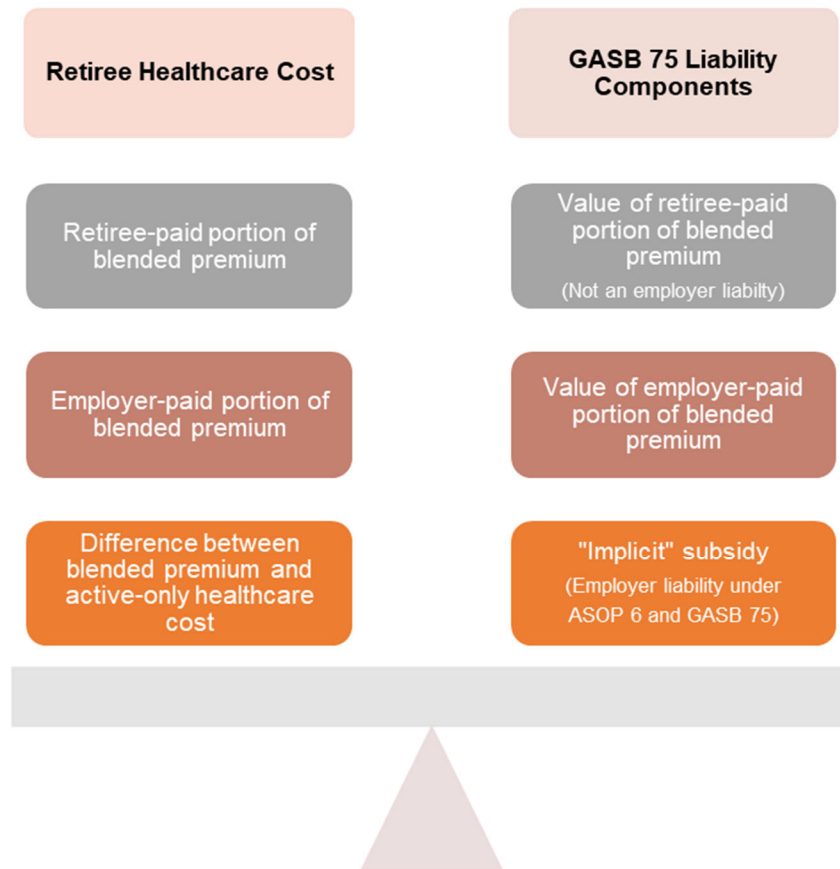 Retiree Healthcare Cost
GASB 75 Liability
Components
Retiree-paid portion of
blended premium
Value of retiree-paid
portion of blended
premium
(Not an employer liabilty)
Employer-paid portion of
blended premium
Value of employer-paid
portion of blended
premium
Difference between
blended premium and
active-only healthcare
cost
"Implicit" subsidy
(Employer liability under
ASOP 6 and GASB 75)